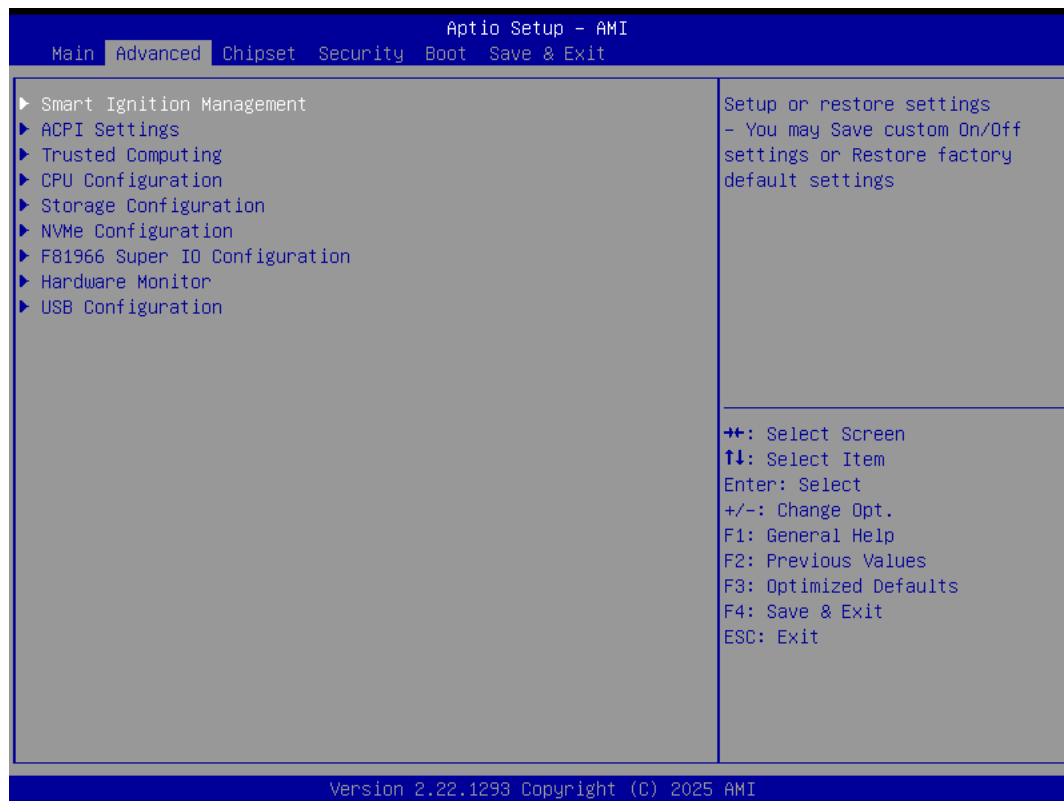 Aptio Setup – AMI
Main Advanced Chipset Security Boot Save & Exit
▶ Smart Ignition Management
▶ ACPI Settings
▶ Trusted Computing
▶ CPU Configuration
▶ Storage Configuration
▶ NVMe Configuration
▶ F81966 Super IO Configuration
▶ Hardware Monitor
▶ USB Configuration
Setup or restore settings
– You may Save custom On/Off
settings or Restore factory
default settings
→←: Select Screen
↑↓: Select Item
Enter: Select
+/-: Change Opt.
F1: General Help
F2: Previous Values
F3: Optimized Defaults
F4: Save & Exit
ESC: Exit
Version 2.22.1293 Copyright (C) 2025 AMI